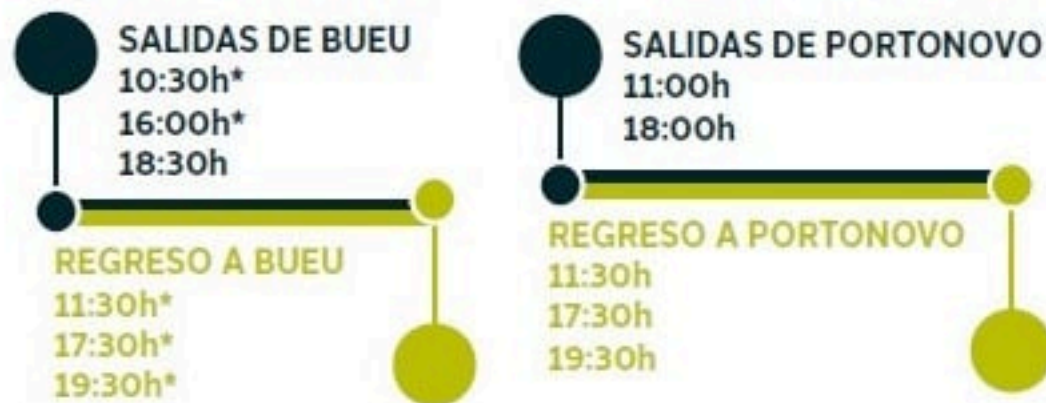 SALIDAS DE BUEU
10:30h*
16:00h*
18:30h
REGRESO A BUEU
11:30h*
17:30h*
19:30h*
SALIDAS DE PORTONOVO
11:00h
18:00h
REGRESO A PORTONOVO
11:30h
17:30h
19:30h